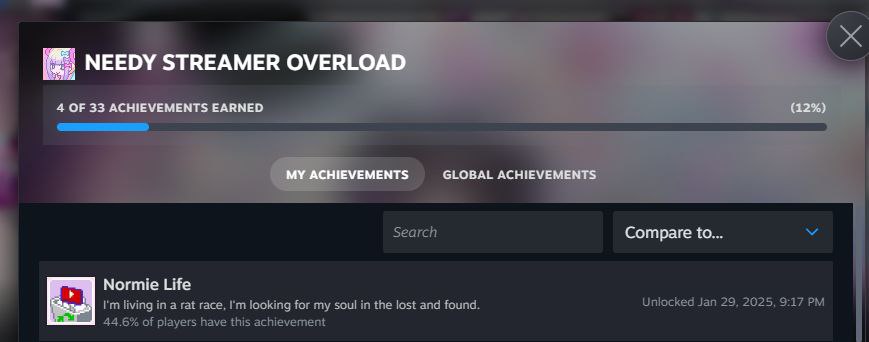 NEEDY STREAMER OVERLOAD
4 OF 33 ACHIEVEMENTS EARNED
(12%)
MY ACHIEVEMENTS
GLOBAL ACHIEVEMENTS
Search
Compare to...
Normie Life
I'm living in a rat race, I'm looking for my soul in the lost and found.
44.6% of players have this achievement
Unlocked Jan 29, 2025, 9:17 PM